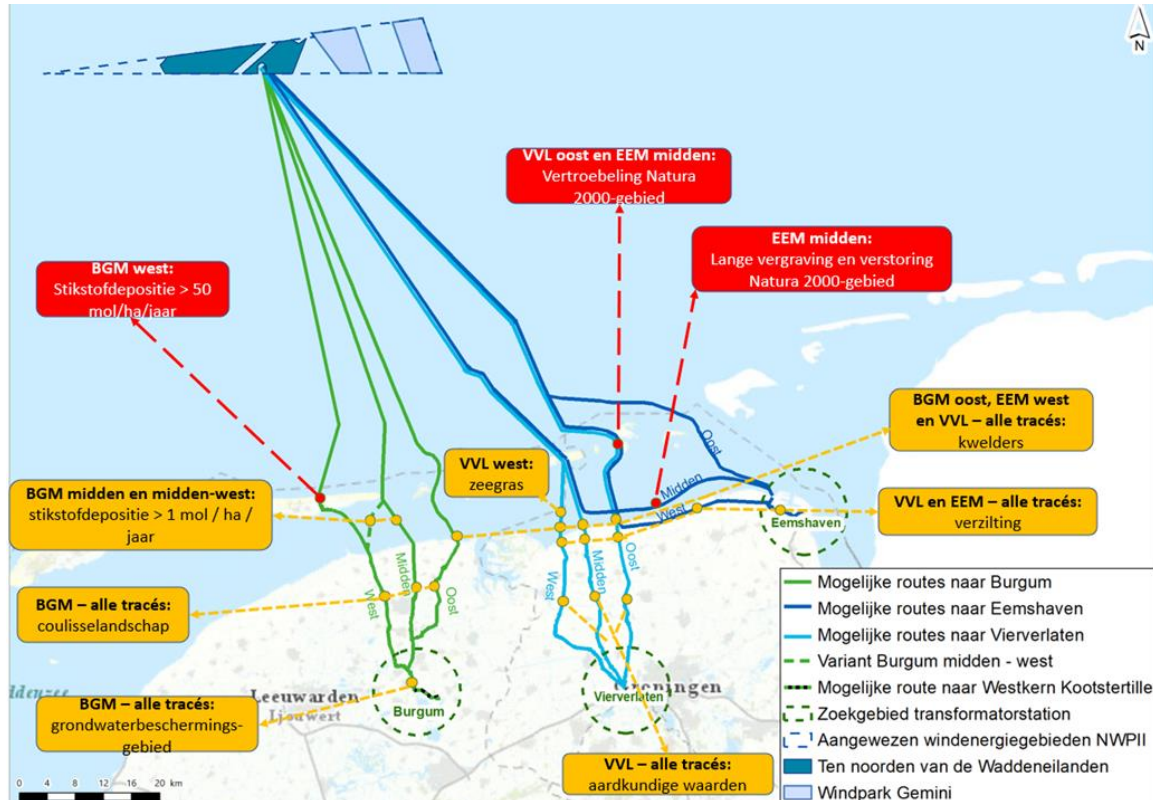 N
VVL oost en EEM midden:
Vertroebeling Natura
2000-gebied
EEM midden:
Lange vergraving en verstoring
Natura 2000-gebied
BGM west:
Stikstofdepositie > 50
mol/ha/jaar
BGM oost, EEM west
en VVL – alle tracés:
kwelders
VVL west:
zeegras
BGM midden en midden-west:
stikstofdepositie > 1 mol / ha /
jaar
VVL en EEM – alle tracés:
verzilting
Oost
Midden
West
Eemshaven
BGM – alle tracés:
coulisselandschap
West
Midden
Oost
West
Midden
Oost
Mogelijke routes naar Burgum
Mogelijke routes naar Eemshaven
Mogelijke routes naar Vierverlaten
Variant Burgum midden - west
Mogelijke route naar Westkern Kootstertille
Zoekgebied transformatorstation
Aangewezen windenergiegebieden NWPII
Ten noorden van de Waddeneilanden
Windpark Gemini
ddenzee
Leeuwarden
Ljouwert
Burgum
Groningen
Vierverlaten
BGM – alle tracés:
grondwaterbeschermings-
gebied
VVL – alle tracés:
aardkundige waarden
0 4 8 12 16 20 km